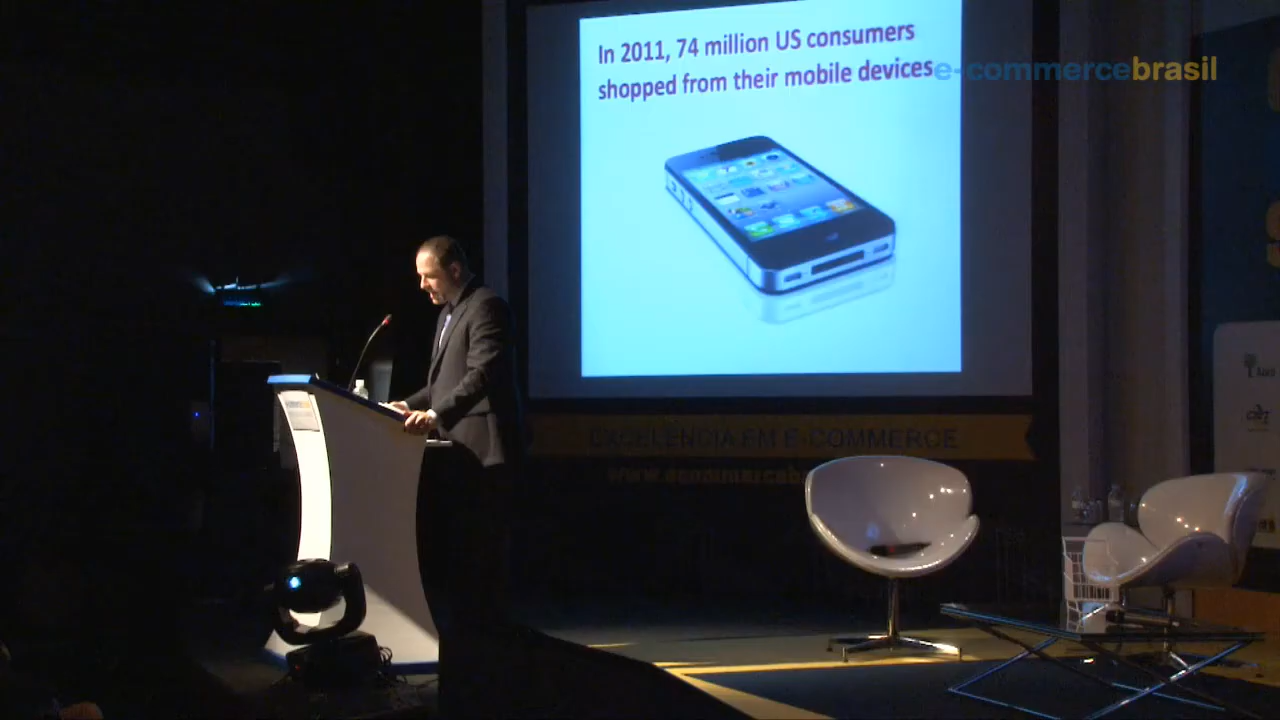 In 2011, 74 million US consumers
shopped from their mobile devices
e-commercebrasil
EXCELÊNCIA EM E-COMMERCE